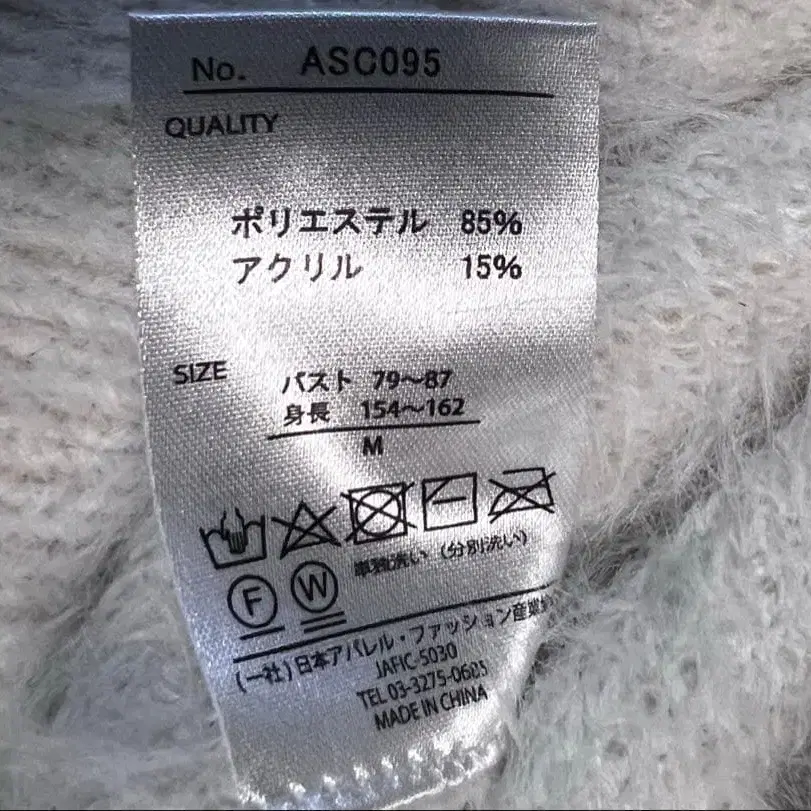 No. ASC095
QUALITY
ポリエステル 85%
アクリル 15%
SIZE
バスト 79〜87
身長 154〜162
M
単独洗い (分別洗い)
F W
(一社)日本アパレル・ファッション産業
JAFIC-5030
TEL 03-3275-0685
MADE IN CHINA